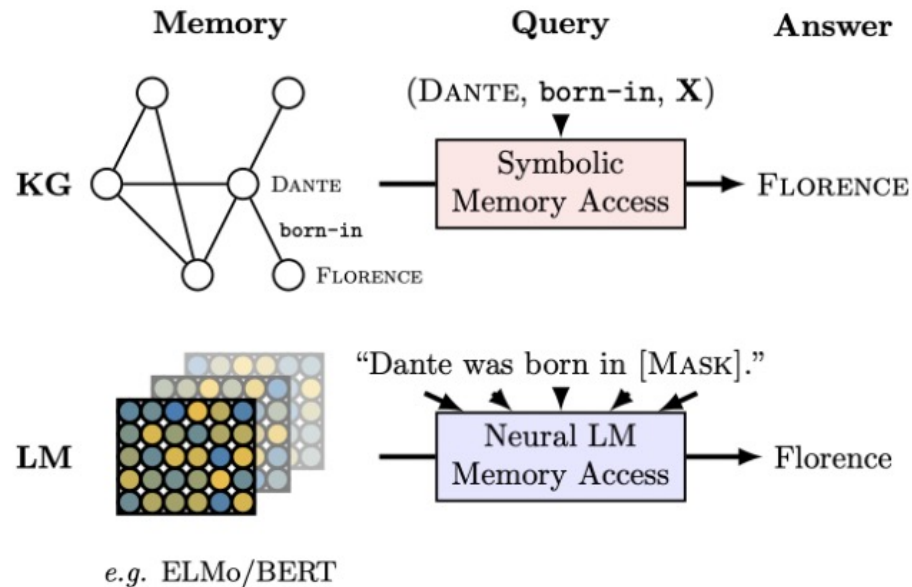 Memory Query Answer
(DANTE, born-in, X)
KG
DANTE
born-in
FLORENCE
Symbolic
Memory Access
FLORENCE
LM
e.g. ELMo/BERT
“Dante was born in [MASK].”
Neural LM
Memory Access
Florence